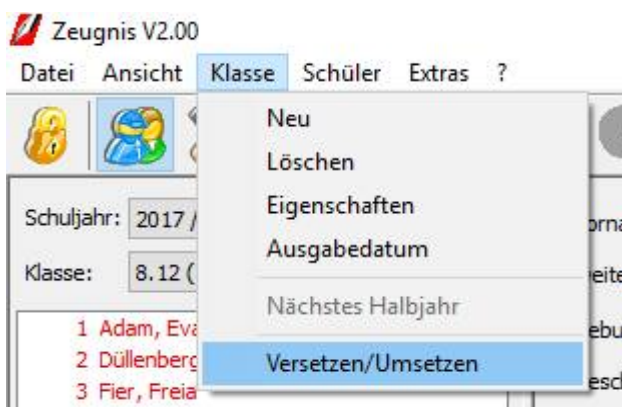 Zeugnis V2.00
Datei Ansicht Klasse Schüler Extras ?
Neu
Löschen
Eigenschaften
Ausgabedatum
Nächstes Halbjahr
Versetzen/Umsetzen
Schuljahr: 2017 /
Klasse: 8.12 (
1 Adam, Eva
2 Düllenberg
3 Fier, Freia